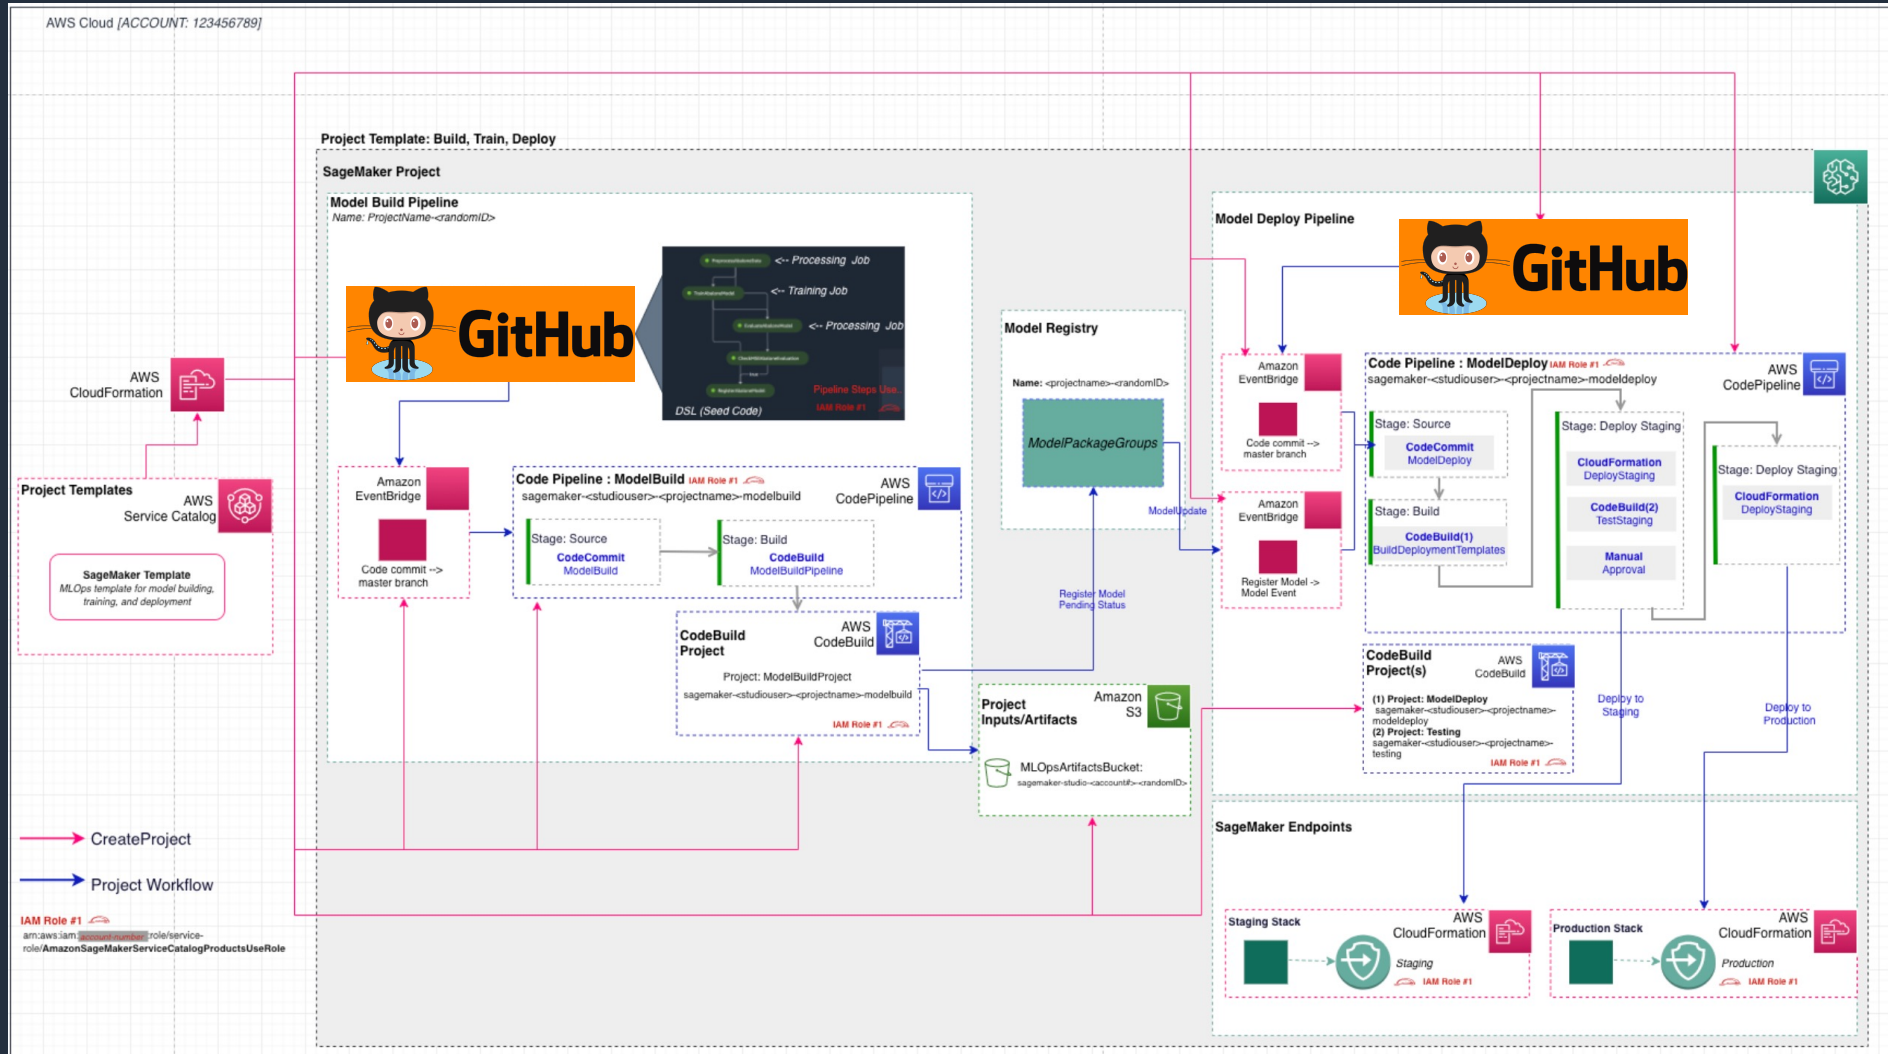 AWS Cloud [ACCOUNT: 123456789]
Project Template: Build, Train, Deploy
SageMaker Project
Model Build Pipeline
Name: ProjectName-<randomID>
GitHub
<-- Processing Job
<-- Training Job
<-- Processing Job
Pipeline Steps Use...
IAM Role #1
DSL (Seed Code)
AWS
CloudFormation
Project Templates
AWS
Service Catalog
SageMaker Template
MLOps template for model building,
training, and deployment
Amazon
EventBridge
Code commit -->
master branch
Code Pipeline : ModelBuild IAM Role #1
sagemaker-<studiouser>-<projectname>-modelbuild
AWS
CodePipeline
Stage: Source
CodeCommit
ModelBuild
Stage: Build
CodeBuild
ModelBuildPipeline
CodeBuild
Project
AWS
CodeBuild
Project: ModelBuildProject
sagemaker-<studiouser>-<projectname>-modelbuild
IAM Role #1
Model Registry
Name: <projectname>-<randomID>
ModelPackageGroups
ModelUpdate
Register Model
Pending Status
Project
Inputs/Artifacts
Amazon
S3
MLOpsArtifactsBucket:
sagemaker-studio-<account#>-<randomID>
Model Deploy Pipeline
GitHub
Amazon
EventBridge
Code commit -->
master branch
Amazon
EventBridge
Register Model ->
Model Event
Code Pipeline : ModelDeploy IAM Role #1
sagemaker-<studiouser>-<projectname>-modeldeploy
AWS
CodePipeline
Stage: Source
CodeCommit
ModelDeploy
Stage: Build
CodeBuild(1)
BuildDeploymentTemplates
Stage: Deploy Staging
CloudFormation
DeployStaging
CodeBuild(2)
TestStaging
Manual
Approval
Stage: Deploy Staging
CloudFormation
DeployStaging
CodeBuild
Project(s)
AWS
CodeBuild
(1) Project: ModelDeploy
sagemaker-<studiouser>-<projectname>-
modeldeploy
(2) Project: Testing
sagemaker-<studiouser>-<projectname>-
testing
IAM Role #1
Deploy to
Staging
Deploy to
Production
SageMaker Endpoints
Staging Stack
AWS
CloudFormation
Staging
IAM Role #1
Production Stack
AWS
CloudFormation
Production
IAM Role #1
CreateProject
Project Workflow
IAM Role #1
arn:aws:iam:account-number:role/service-
role/AmazonSageMakerServiceCatalogProductsUseRole